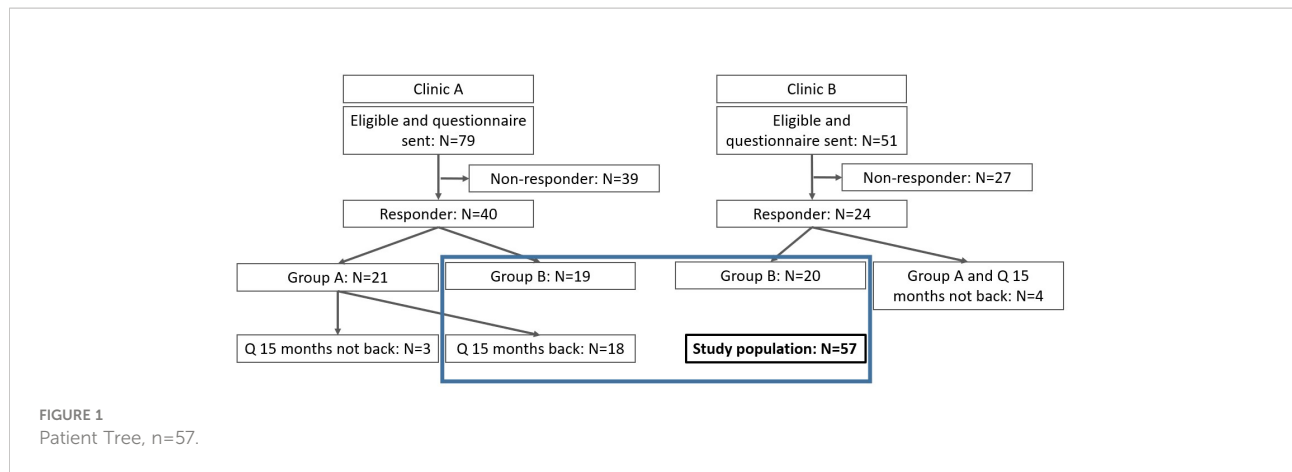 Clinic A
Clinic B
Eligible and questionnaire
sent: N=79
Eligible and
questionnaire sent: N=51
Non-responder: N=39
Non-responder: N=27
Responder: N=40
Responder: N=24
Group A: N=21
Group B: N=19
Group B: N=20
Group A and Q 15
months not back: N=4
Q 15 months not back: N=3
Q 15 months back: N=18
Study population: N=57
FIGURE 1
Patient Tree, n=57.